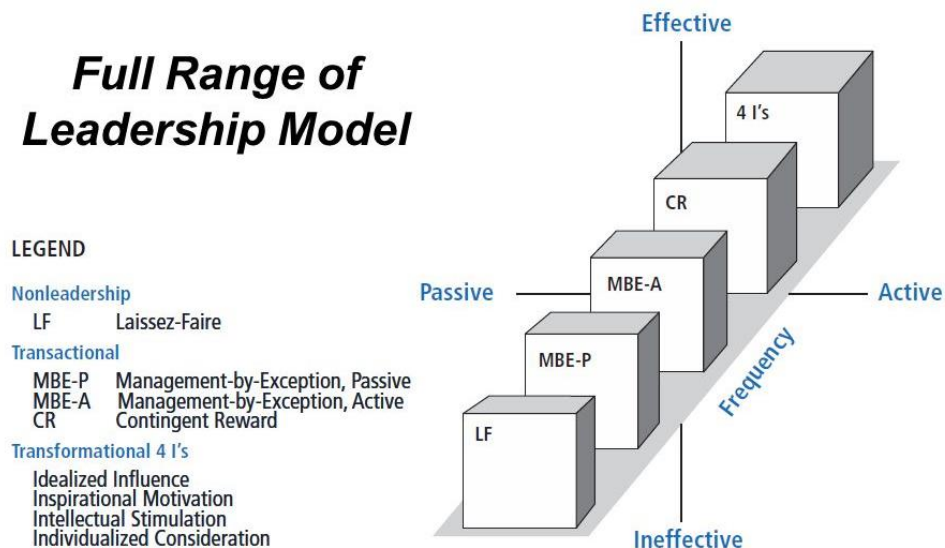 Full Range of
Leadership Model
LEGEND
Nonleadership
LF Laissez-Faire
Transactional
MBE-P Management-by-Exception, Passive
MBE-A Management-by-Exception, Active
CR Contingent Reward
Transformational 4 I's
Idealized Influence
Inspirational Motivation
Intellectual Stimulation
Individualized Consideration
Effective
4 I's
CR
Passive
MBE-A
Active
MBE-P
Frequency
LF
Ineffective